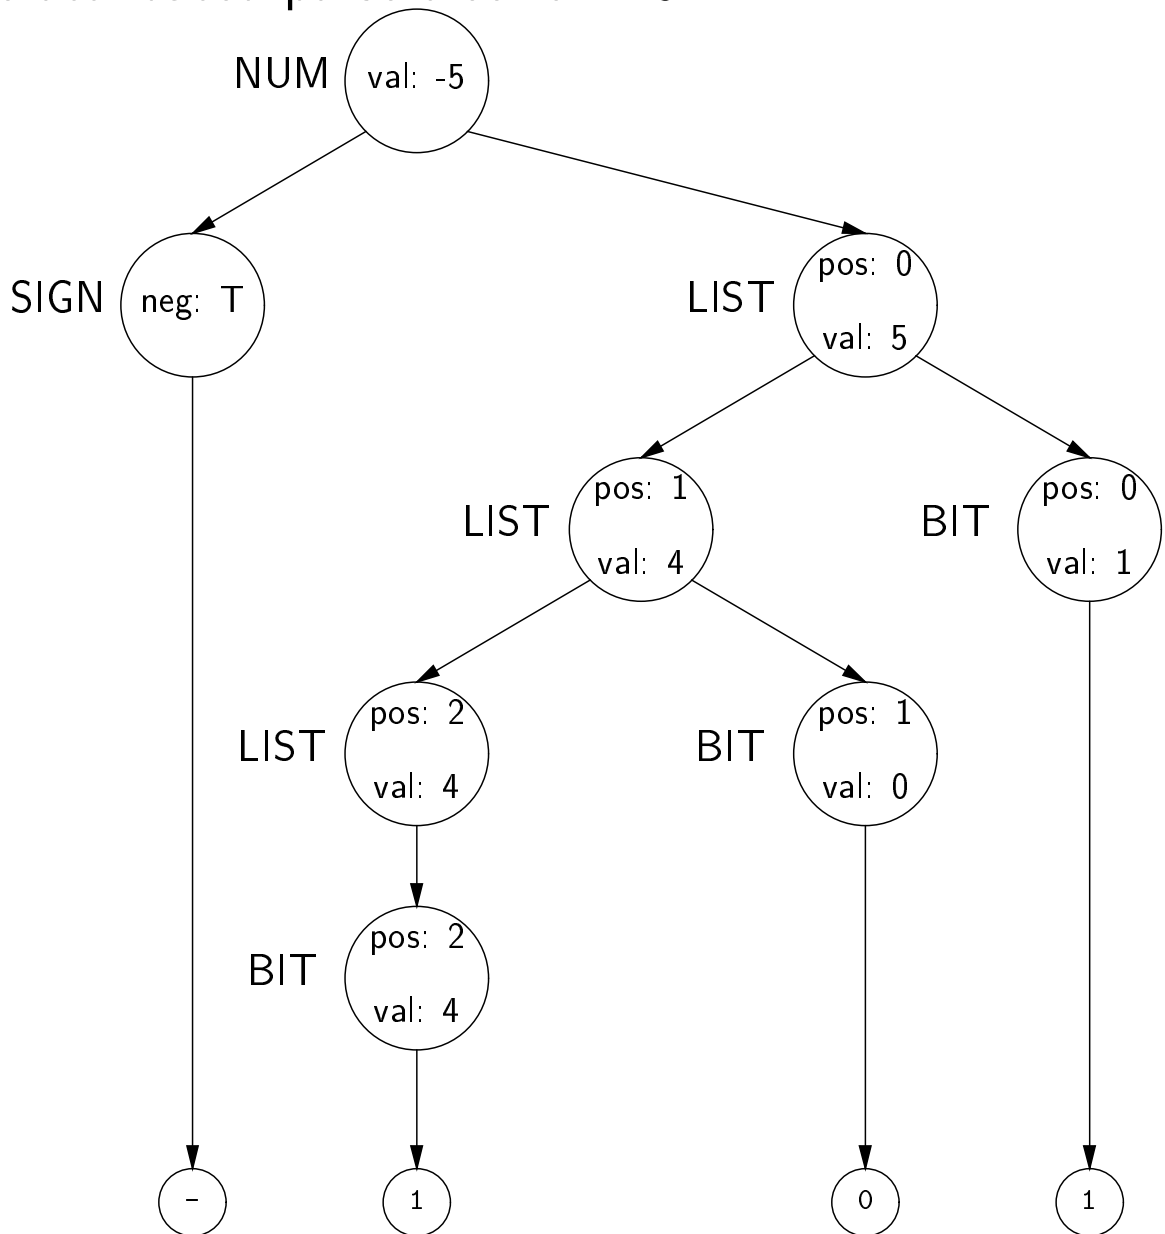 NUM val: -5
SIGN neg: T
LIST pos: 0
val: 5
LIST pos: 1
val: 4
BIT pos: 0
val: 1
LIST pos: 2
val: 4
BIT pos: 1
val: 0
BIT pos: 2
val: 4
- 1 0 1